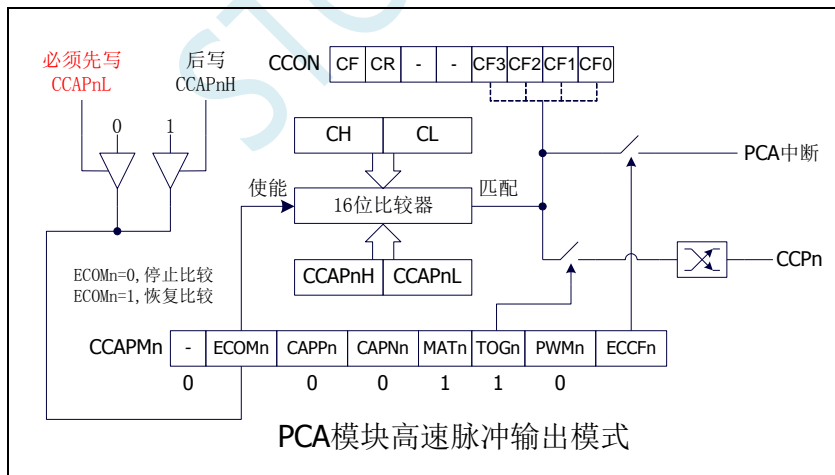 STC
必须先写
CCAPnL
后写
CCAPnH
CCON CF CR - - CF3 CF2 CF1 CF0
0 1
CH CL
PCA中断
使能
16位比较器
匹配
CCPn
CCAPnH CCAPnL
ECOMn=0,停止比较
ECOMn=1,恢复比较
CCAPMn - ECOMn CAPPn CAPNn MATn TOGn PWMn ECCFn
0 0 0 1 1 0
PCA模块高速脉冲输出模式